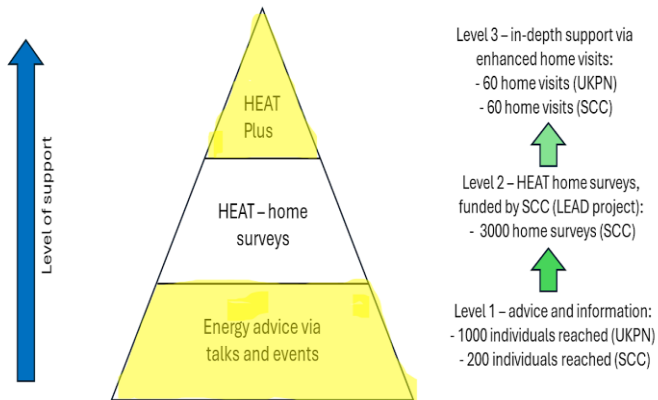 Level of support
HEAT
Plus
HEAT – home
surveys
Energy advice via
talks and events
Level 3 – in-depth support via
enhanced home visits:
- 60 home visits (UKPN)
- 60 home visits (SCC)
Level 2 – HEAT home surveys,
funded by SCC (LEAD project):
- 3000 home surveys (SCC)
Level 1 – advice and information:
- 1000 individuals reached (UKPN)
- 200 individuals reached (SCC)